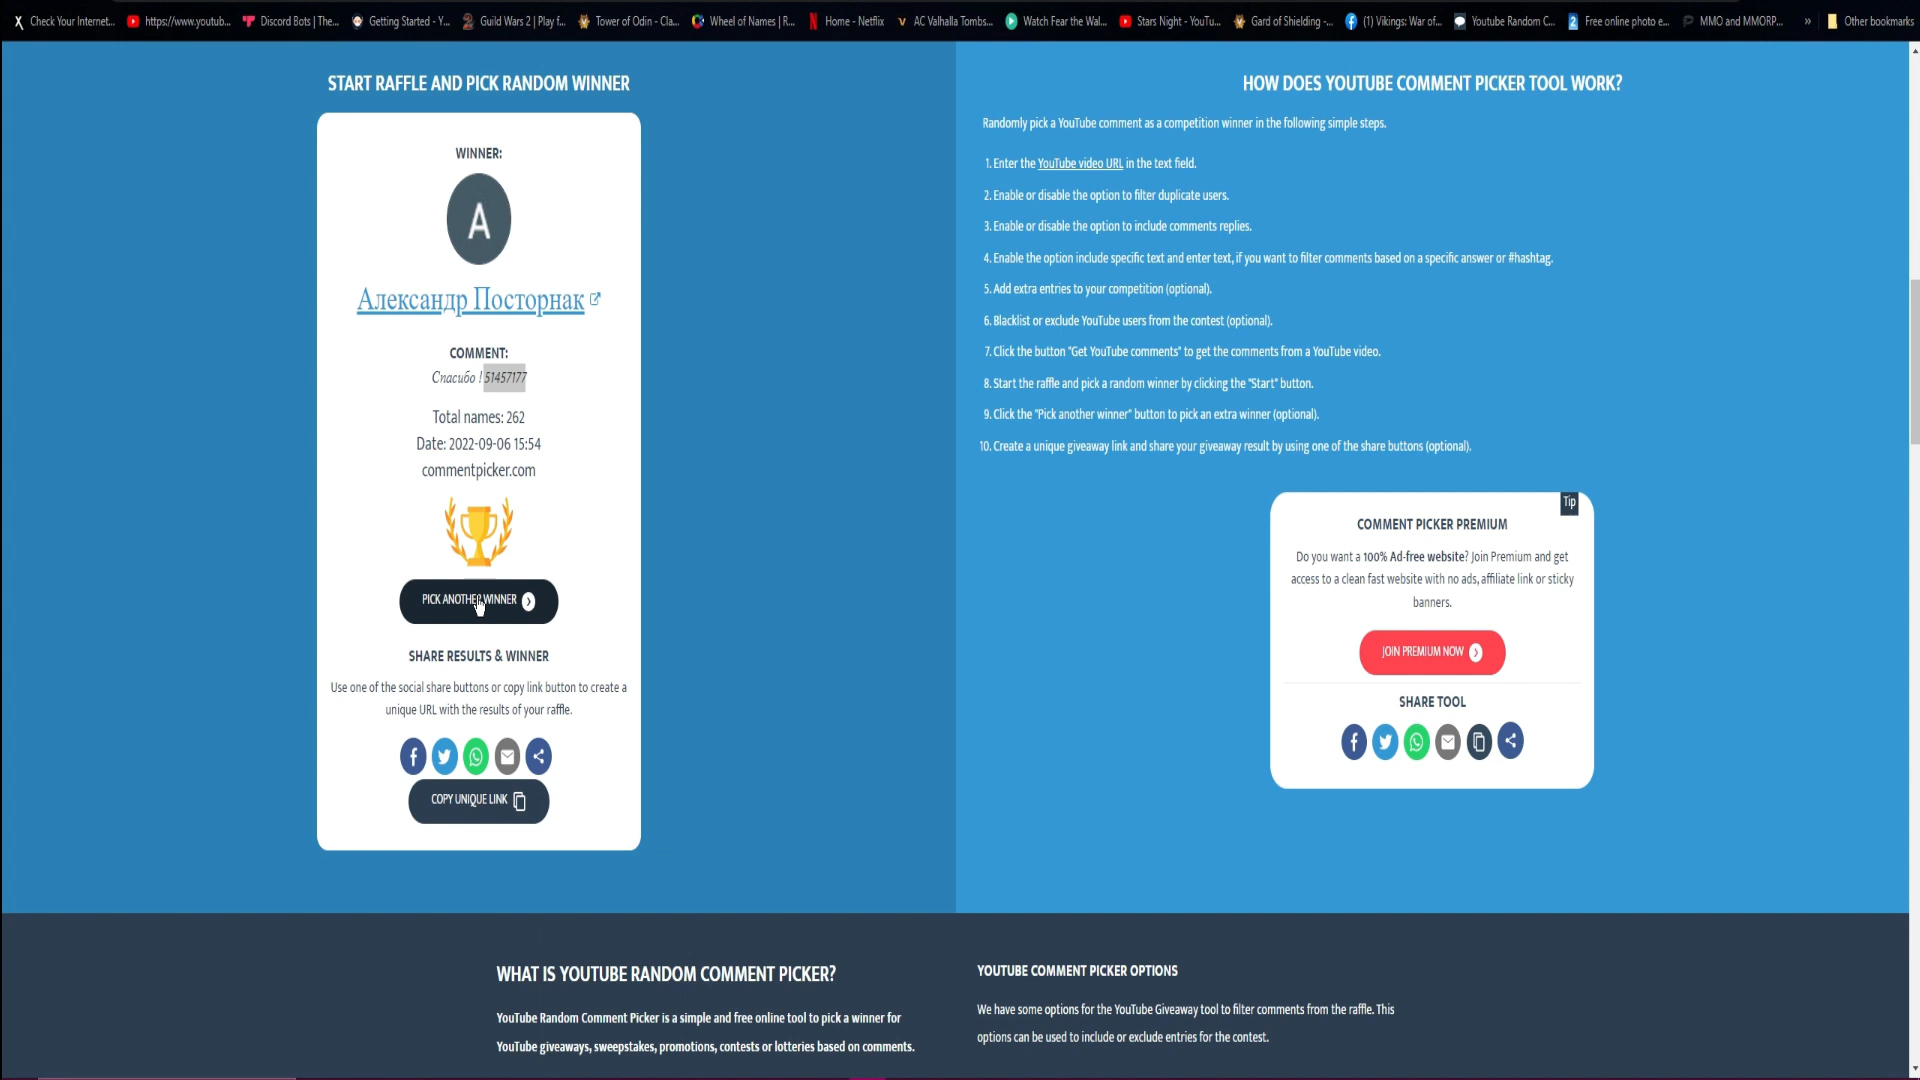 Check Your Internet...
https://www.youtub...
Discord Bots | The...
Getting Started - Y...
Guild Wars 2 | Play f...
Tower of Odin - Cla...
Wheel of Names | R...
Home - Netflix
AC Valhalla Tombs...
Watch Fear the Wal...
Stars Night - YouTu...
Gard of Shielding -...
(1) Vikings: War of...
Youtube Random C...
Free online photo e...
MMO and MMORP...
»
Other bookmarks
START RAFFLE AND PICK RANDOM WINNER
WINNER:
A
Александр Посторнак
COMMENT:
Спасибо ! 51457177
Total names: 262
Date: 2022-09-06 15:54
commentpicker.com
PICK ANOTHER WINNER
SHARE RESULTS & WINNER
Use one of the social share buttons or copy link button to create a
unique URL with the results of your raffle.
COPY UNIQUE LINK
HOW DOES YOUTUBE COMMENT PICKER TOOL WORK?
Randomly pick a YouTube comment as a competition winner in the following simple steps.
1. Enter the YouTube video URL in the text field.
2. Enable or disable the option to filter duplicate users.
3. Enable or disable the option to include comments replies.
4. Enable the option include specific text and enter text, if you want to filter comments based on a specific answer or #hashtag.
5. Add extra entries to your competition (optional).
6. Blacklist or exclude YouTube users from the contest (optional).
7. Click the button "Get YouTube comments" to get the comments from a YouTube video.
8. Start the raffle and pick a random winner by clicking the "Start" button.
9. Click the "Pick another winner" button to pick an extra winner (optional).
10. Create a unique giveaway link and share your giveaway result by using one of the share buttons (optional).
Tip
COMMENT PICKER PREMIUM
Do you want a 100% Ad-free website? Join Premium and get
access to a clean fast website with no ads, affiliate link or sticky
banners.
JOIN PREMIUM NOW
SHARE TOOL
WHAT IS YOUTUBE RANDOM COMMENT PICKER?
YouTube Random Comment Picker is a simple and free online tool to pick a winner for
YouTube giveaways, sweepstakes, promotions, contests or lotteries based on comments.
YOUTUBE COMMENT PICKER OPTIONS
We have some options for the YouTube Giveaway tool to filter comments from the raffle. This
options can be used to include or exclude entries for the contest.